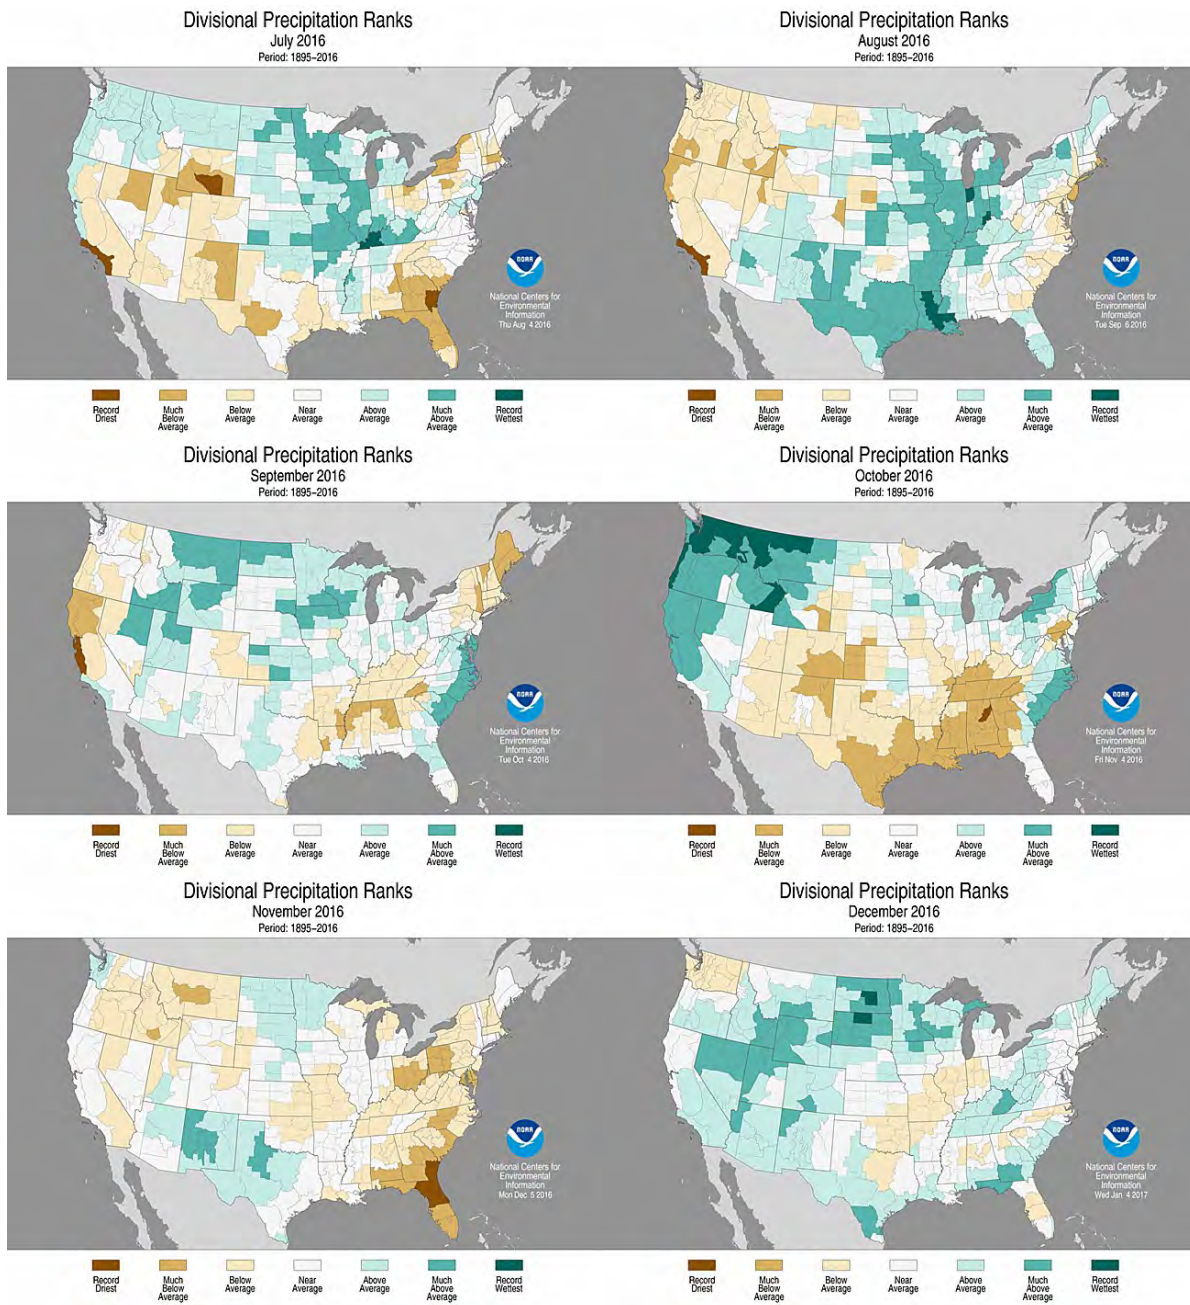 Divisional Precipitation Ranks
July 2016
Period: 1895–2016
NOAA
National Centers for
Environmental
Information
Thu Aug 4 2016
Record
Driest
Much
Below
Average
Below
Average
Near
Average
Above
Average
Much
Above
Average
Record
Wettest
Divisional Precipitation Ranks
August 2016
Period: 1895–2016
NOAA
National Centers for
Environmental
Information
Tue Sep 6 2016
Record
Driest
Much
Below
Average
Below
Average
Near
Average
Above
Average
Much
Above
Average
Record
Wettest
Divisional Precipitation Ranks
September 2016
Period: 1895–2016
NOAA
National Centers for
Environmental
Information
Tue Oct 4 2016
Record
Driest
Much
Below
Average
Below
Average
Near
Average
Above
Average
Much
Above
Average
Record
Wettest
Divisional Precipitation Ranks
October 2016
Period: 1895–2016
NOAA
National Centers for
Environmental
Information
Fri Nov 4 2016
Record
Driest
Much
Below
Average
Below
Average
Near
Average
Above
Average
Much
Above
Average
Record
Wettest
Divisional Precipitation Ranks
November 2016
Period: 1895–2016
NOAA
National Centers for
Environmental
Information
Mon Dec 5 2016
Record
Driest
Much
Below
Average
Below
Average
Near
Average
Above
Average
Much
Above
Average
Record
Wettest
Divisional Precipitation Ranks
December 2016
Period: 1895–2016
NOAA
National Centers for
Environmental
Information
Wed Jan 4 2017
Record
Driest
Much
Below
Average
Below
Average
Near
Average
Above
Average
Much
Above
Average
Record
Wettest